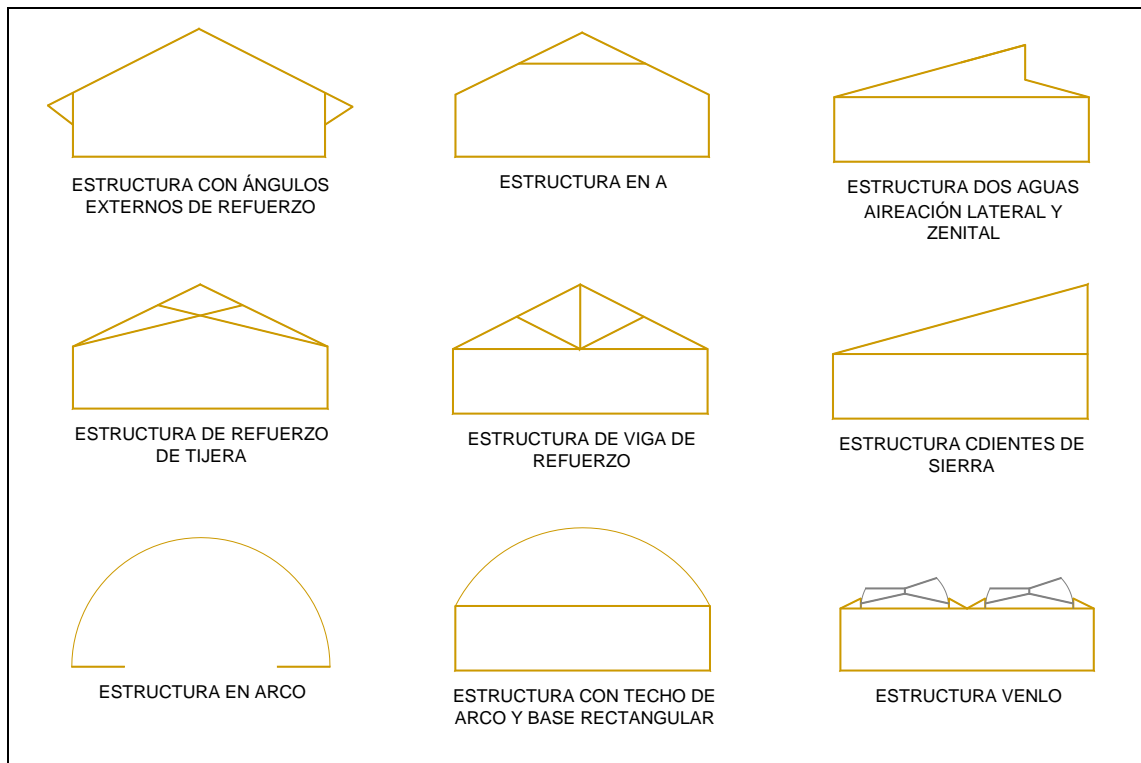 ESTRUCTURA CON ÁNGULOS
EXTERNOS DE REFUERZO
ESTRUCTURA EN A
ESTRUCTURA DOS AGUAS
AIREACIÓN LATERAL Y
ZENITAL
ESTRUCTURA DE REFUERZO
DE TIJERA
ESTRUCTURA DE VIGA DE
REFUERZO
ESTRUCTURA CDIENTES DE
SIERRA
ESTRUCTURA EN ARCO
ESTRUCTURA CON TECHO DE
ARCO Y BASE RECTANGULAR
ESTRUCTURA VENLO